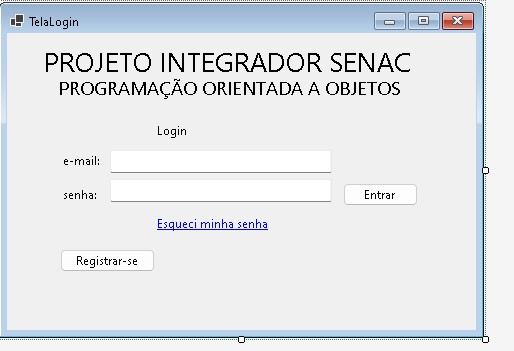 TelaLogin
PROJETO INTEGRADOR SENAC
PROGRAMAÇÃO ORIENTADA A OBJETOS
Login
e-mail:
senha:
Entrar
Esqueci minha senha
Registrar-se